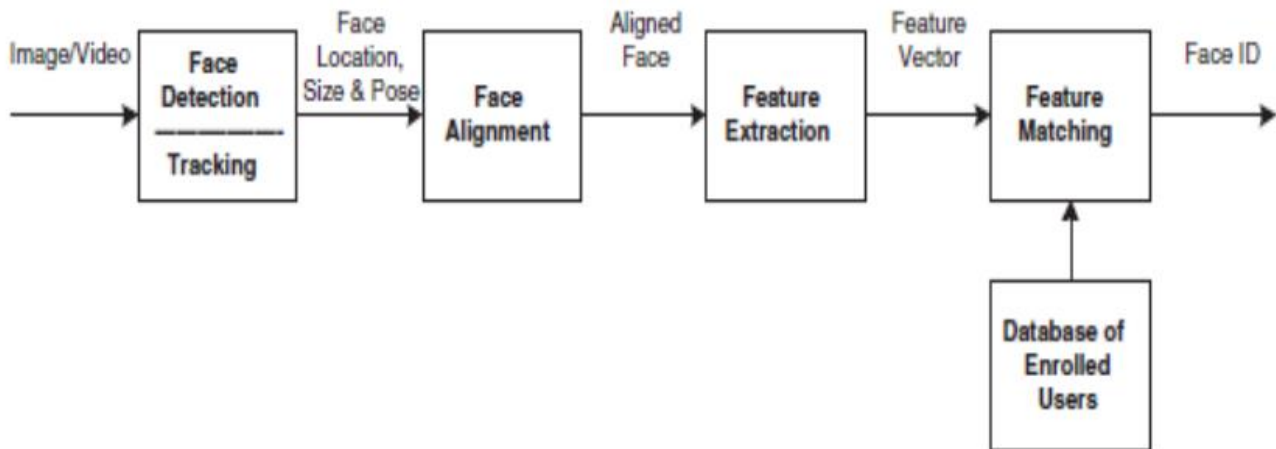 Image/Video
Face
Detection
Tracking
Face
Location,
Size & Pose
Face
Alignment
Aligned
Face
Feature
Extraction
Feature
Vector
Feature
Matching
Face ID
Database of
Enrolled
Users